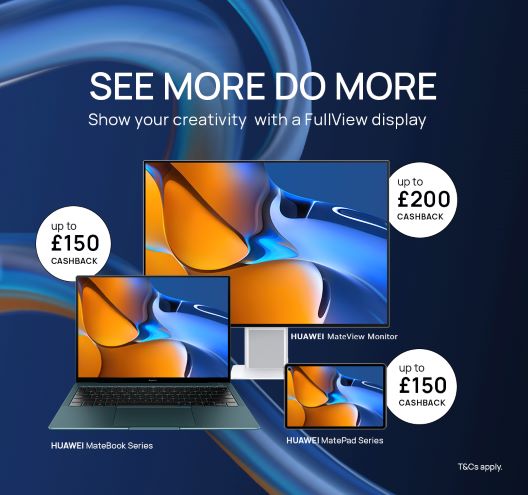 SEE MORE DO MORE
Show your creativity with a FullView display
up to
£200
CASHBACK
up to
£150
CASHBACK
HUAWEI MateView Monitor
up to
£150
CASHBACK
HUAWEI MatePad Series
HUAWEI MateBook Series
T&Cs apply.